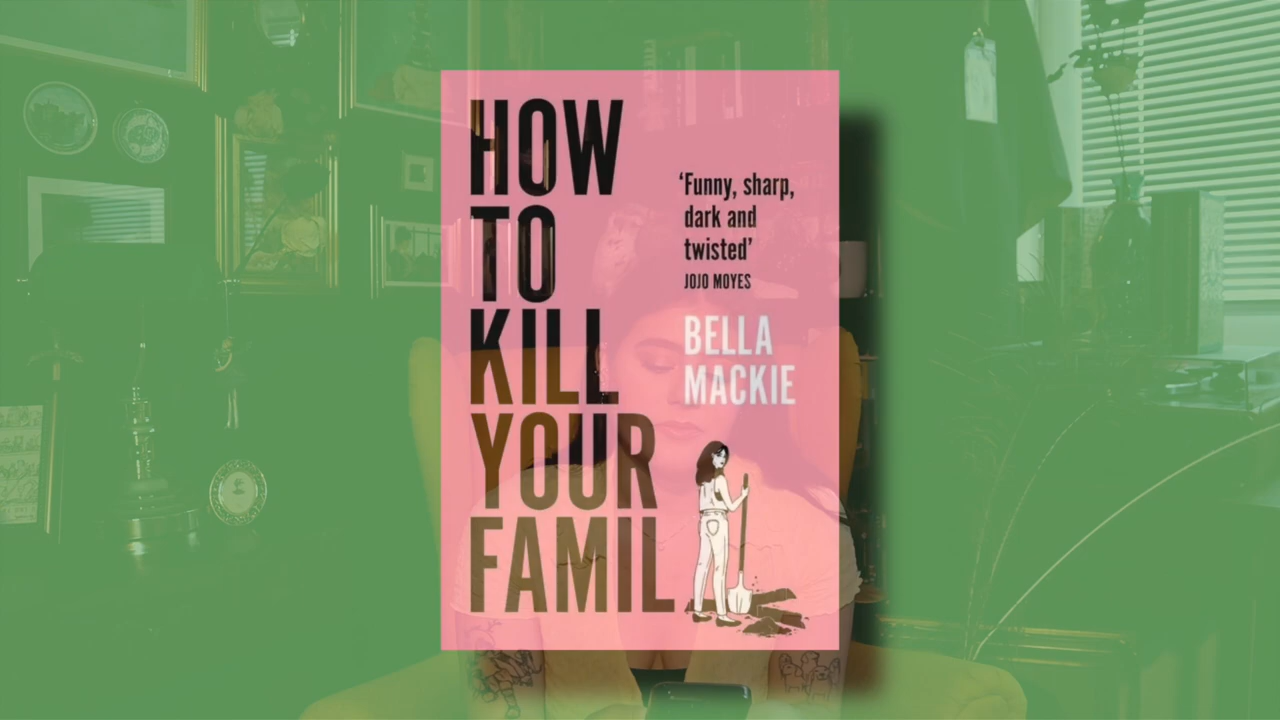 HOW
TO
KILL
YOUR
FAMIL
‘Funny, sharp,
dark and
twisted’
JOJO MOYES
BELLA
MACKIE